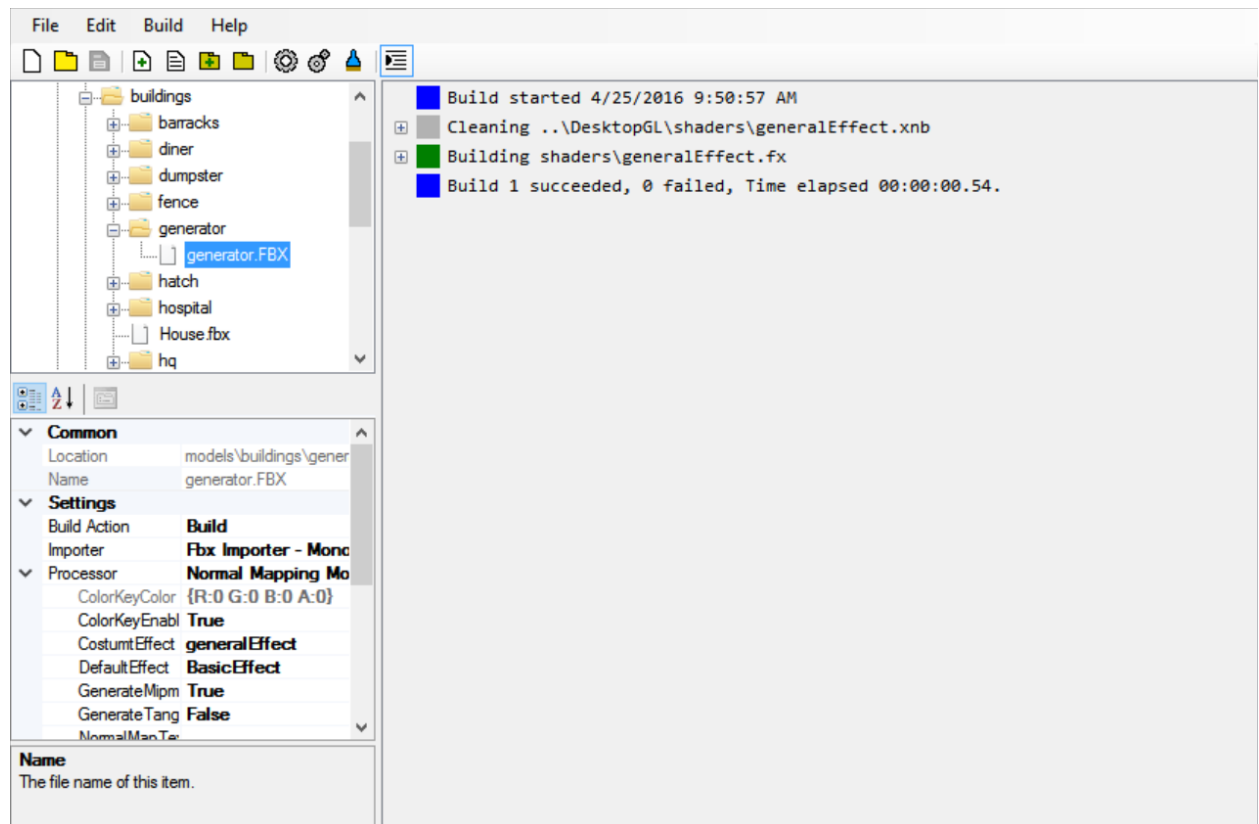 File Edit Build Help
buildings
barracks
diner
dumpster
fence
generator
generator.FBX
hatch
hospital
House.fbx
hq
Build started 4/25/2016 9:50:57 AM
Cleaning ..\DesktopGL\shaders\generalEffect.xnb
Building shaders\generalEffect.fx
Build 1 succeeded, 0 failed, Time elapsed 00:00:00.54.
Common
Location models\buildings\gener
Name generator.FBX
Settings
Build Action Build
Importer Fbx Importer - Mono
Processor Normal Mapping Mo
ColorKeyColor {R:0 G:0 B:0 A:0}
ColorKeyEnabl True
CostumtEffect generalEffect
DefaultEffect BasicEffect
GenerateMipm True
GenerateTang False
NormalMapTe
Name
The file name of this item.